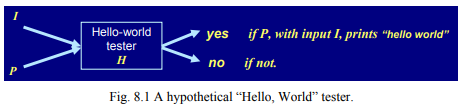 I
Hello-world
tester
H
P
yes if P, with input I, prints “hello world”
no if not.
Fig. 8.1 A hypothetical “Hello, World” tester.